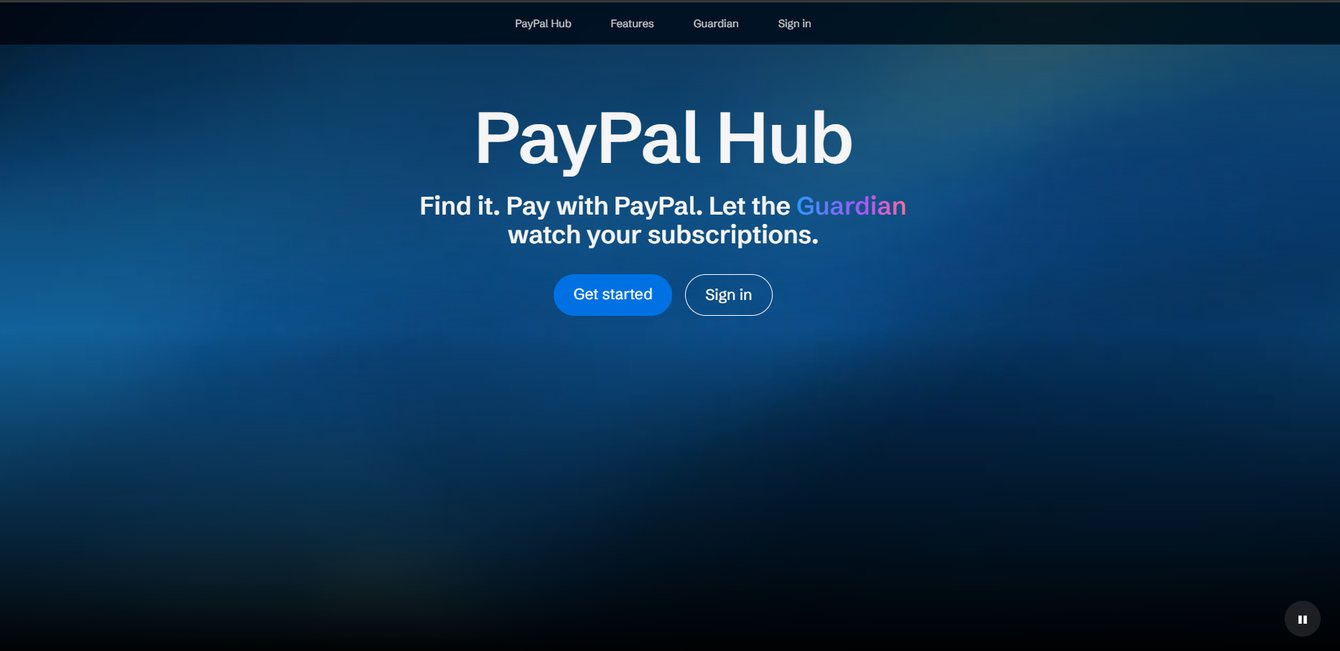 PayPal Hub
Features
Guardian
Sign in
PayPal Hub
Find it. Pay with PayPal. Let the Guardian
watch your subscriptions.
Get started
Sign in